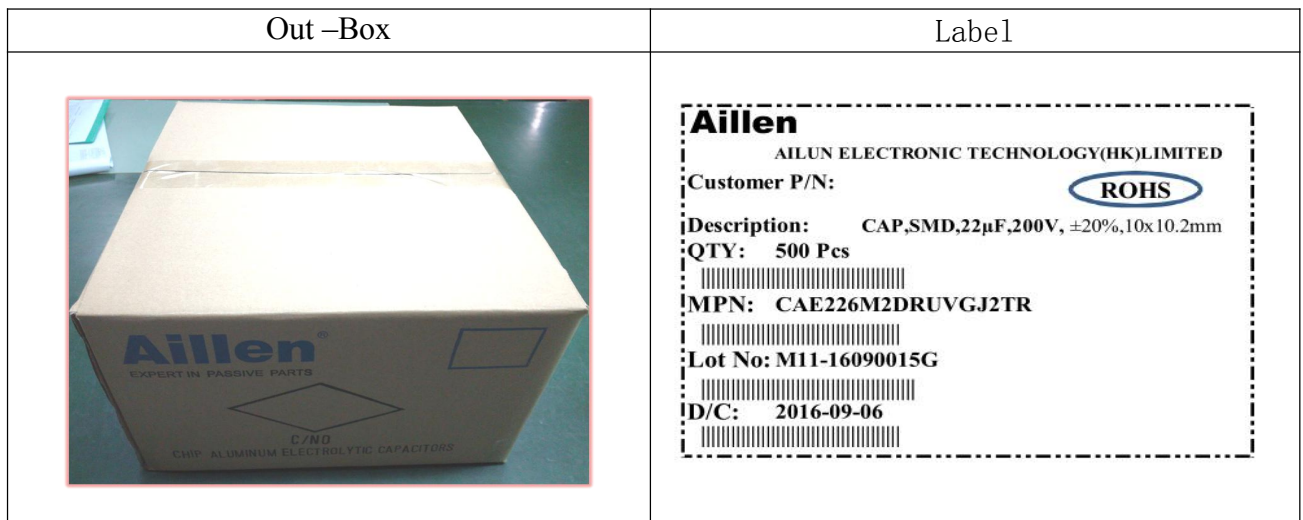 Out –Box
Label
Aillen®
EXPERT IN PASSIVE PARTS
C/NO
CHIP ALUMINUM ELECTROLYTIC CAPACITORS
Aillen
AILUN ELECTRONIC TECHNOLOGY(HK)LIMITED
Customer P/N:
ROHS
Description: CAP,SMD,22μF,200V, ±20%,10x10.2mm
QTY: 500 Pcs
MPN: CAE226M2DRUVGJ2TR
Lot No: M11-16090015G
D/C: 2016-09-06